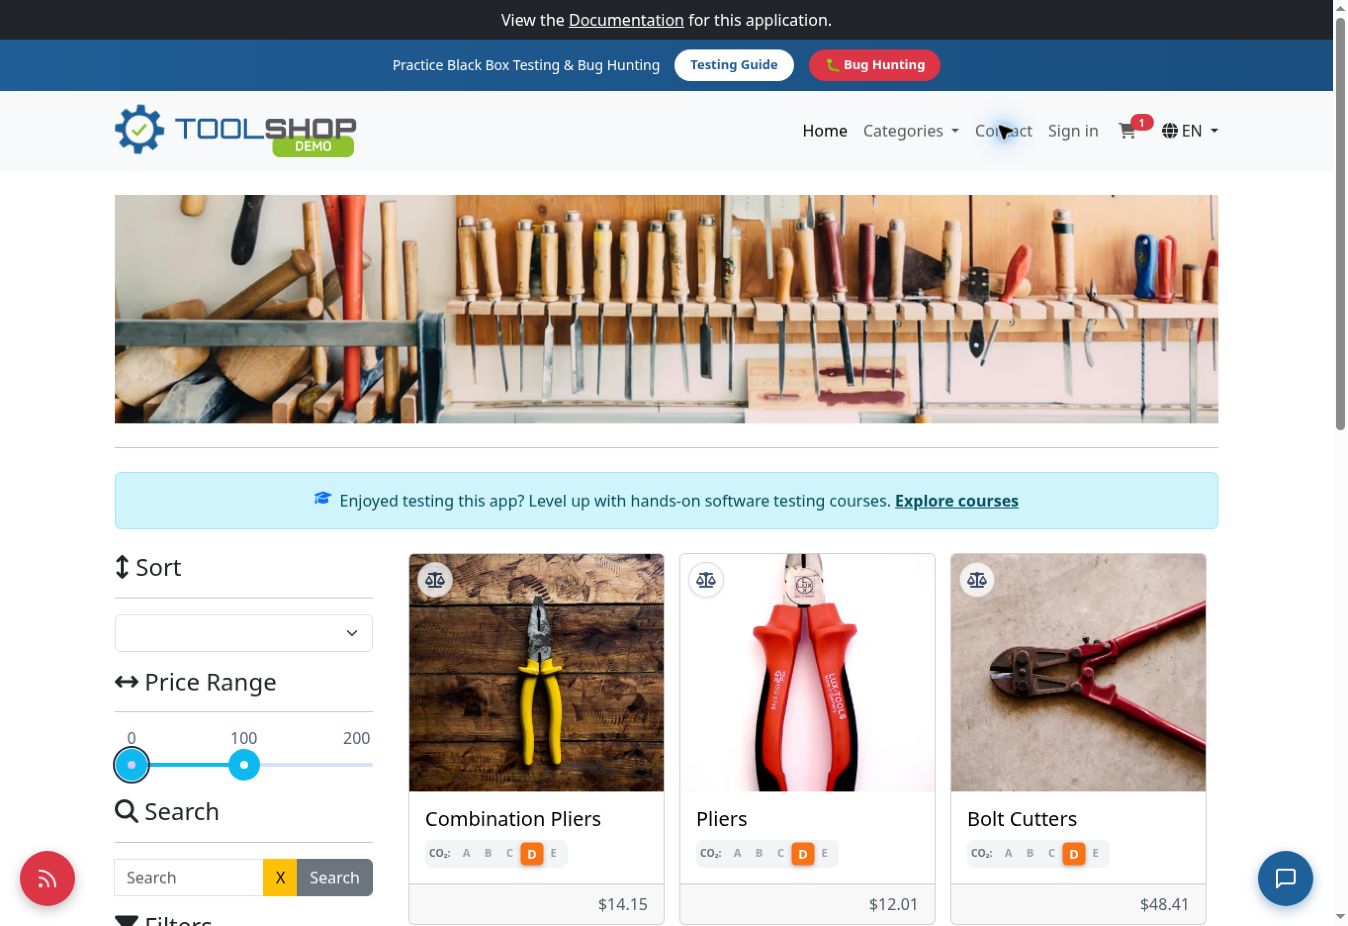 View the Documentation for this application.
Practice Black Box Testing & Bug Hunting
Testing Guide
Bug Hunting
TOOLSHOP
DEMO
Home
Categories
Contact
Sign in
1
EN
Enjoyed testing this app? Level up with hands-on software testing courses. Explore courses
Sort
Price Range
0
100
200
Search
Search
X
Search
Filters
Combination Pliers
CO₂: A B C D E
$14.15
LUX-TOOLS
Pliers
CO₂: A B C D E
$12.01
Bolt Cutters
CO₂: A B C D E
$48.41